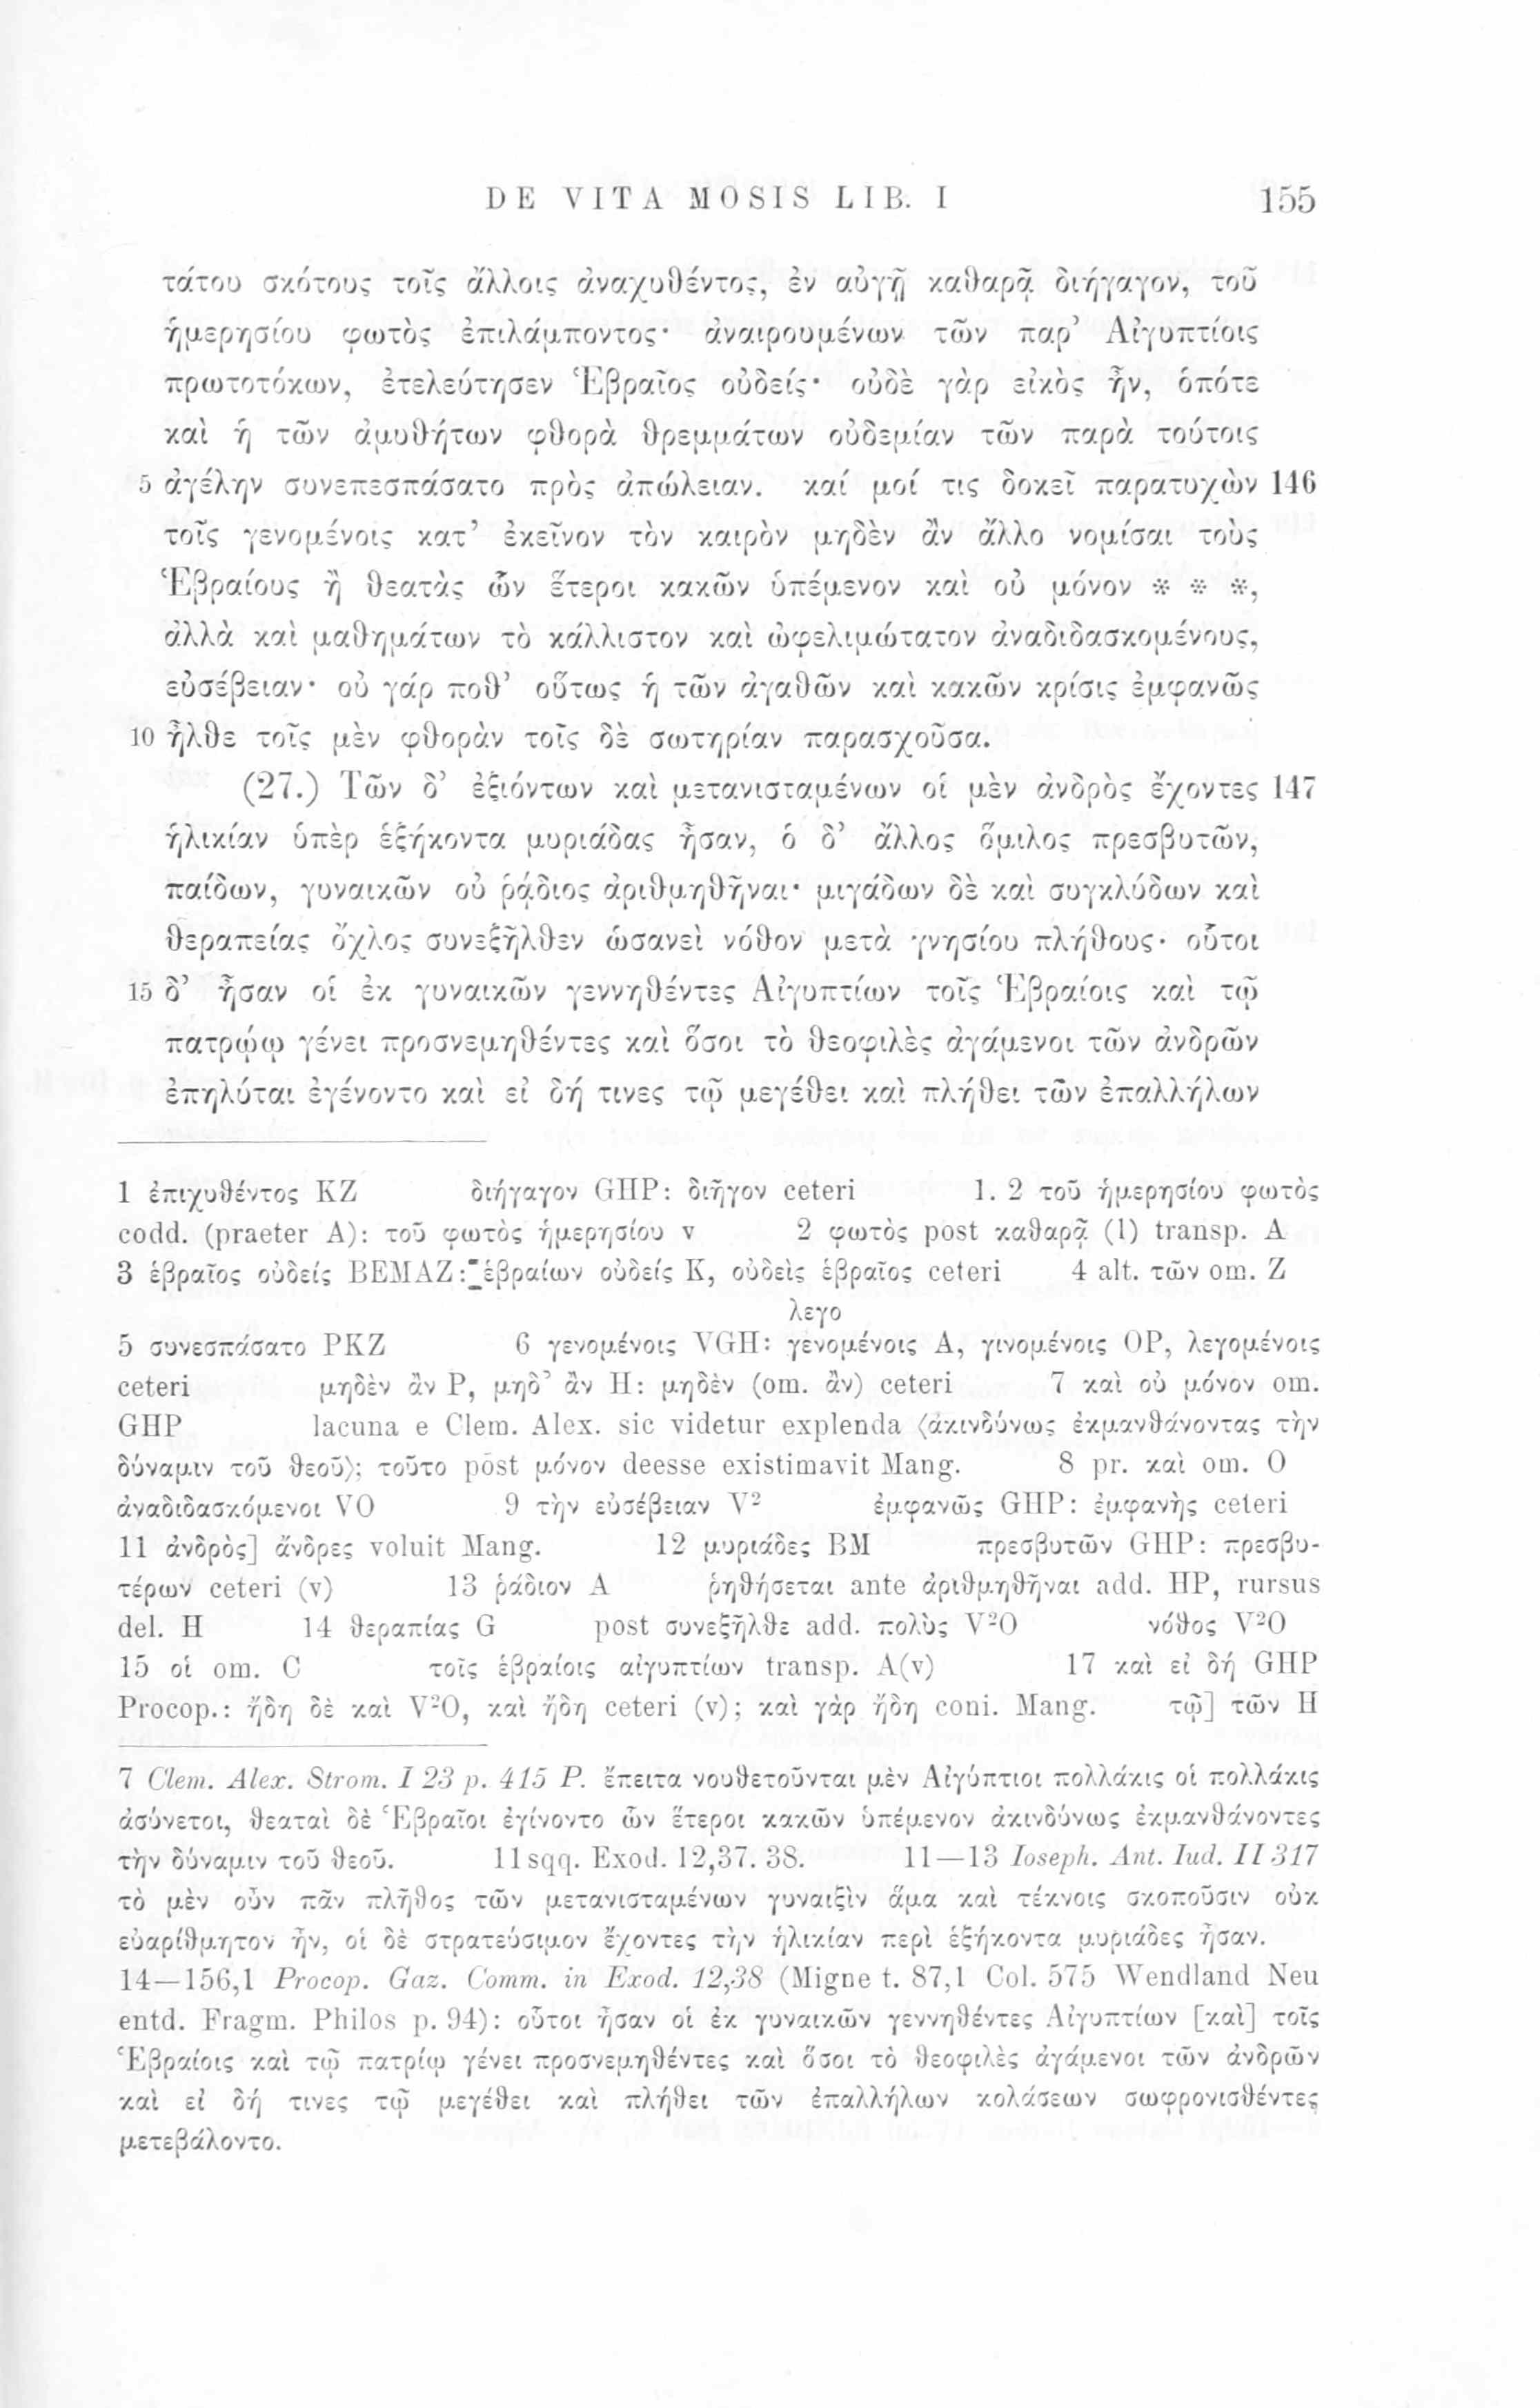 DE VITA MOSIS LIB. I 155
τάτου σκότους τοῖς ἄλλοις ἀναχυθέντος, ἐν αὐγῇ καθαρᾷ διήγαγον, τοῦ
ἡμερησίου φωτὸς ἐπιλάμποντος· ἀναιρουμένων τῶν παρ’ Αἰγυπτίοις
πρωτοτόκων, ἐτελεύτησεν Ἑβραῖος οὐδείς· οὐδὲ γὰρ εἰκὸς ἦν, ὁπότε
καὶ ἡ τῶν ἀμυθήτων φθορὰ θρεμμάτων οὐδεμίαν τῶν παρὰ τούτοις
5 ἀγέλην συνεπεσπάσατο πρὸς ἀπώλειαν. καί μοί τις δοκεῖ παρατυχὼν 146
τοῖς γενομένοις κατ’ ἐκεῖνον τὸν καιρὸν μηδὲν ἂν ἄλλο νομίσαι τοὺς
Ἑβραίους ἢ θεατὰς ὧν ἕτεροι κακῶν ὑπέμενον καὶ οὐ μόνον * * *,
ἀλλὰ καὶ μαθημάτων τὸ κάλλιστον καὶ ὠφελιμώτατον ἀναδιδασκομένους,
εὐσέβειαν· οὐ γάρ ποθ’ οὕτως ἡ τῶν ἀγαθῶν καὶ κακῶν κρίσις ἐμφανῶς
10 ἦλθε τοῖς μὲν φθορὰν τοῖς δὲ σωτηρίαν παρασχοῦσα.
(27.) Τῶν δ’ ἐξιόντων καὶ μετανισταμένων οἱ μὲν ἀνδρὸς ἔχοντες 147
ἡλικίαν ὑπὲρ ἑξήκοντα μυριάδας ἦσαν, ὁ δ’ ἄλλος ὅμιλος πρεσβυτῶν,
παίδων, γυναικῶν οὐ ῥᾴδιος ἀριθμηθῆναι· μιγάδων δὲ καὶ συγκλύδων καὶ
θεραπείας ὄχλος συνεξῆλθεν ὡσανεὶ νόθον μετὰ γνησίου πλήθους· οὗτοι
15 δ’ ἦσαν οἱ ἐκ γυναικῶν γεννηθέντες Αἰγυπτίων τοῖς Ἑβραίοις καὶ τῷ
πατρῴῳ γένει προσνεμηθέντες καὶ ὅσοι τὸ θεοφιλὲς ἀγάμενοι τῶν ἀνδρῶν
ἐπηλύται ἐγένοντο καὶ εἰ δή τινες τῷ μεγέθει καὶ πλήθει τῶν ἐπαλλήλων
1 ἐπιχυθέντος KZ διήγαγον GHP: διῆγον ceteri 1. 2 τοῦ ἡμερησίου φωτὸς
codd. (praeter A): τοῦ φωτὸς ἡμερησίου v 2 φωτὸς post καθαρᾷ (1) transp. A
3 ἑβραῖος οὐδείς BEMAZ: ἑβραίων οὐδείς K, οὐδεὶς ἑβραῖος ceteri 4 alt. τῶν om. Z
λεγο
5 συνεσπάσατο PKZ 6 γενομένοις VGH: γενομένοις A, γινομένοις OP, λεγομένοις
ceteri μηδὲν ἂν P, μηδ’ ἂν H: μηδὲν (om. ἂν) ceteri 7 καὶ οὐ μόνον om.
GHP lacuna e Clem. Alex. sic videtur explenda ⟨ἀκινδύνως ἐκμανθάνοντας τὴν
δύναμιν τοῦ θεοῦ⟩; τοῦτο post μόνον deesse existimavit Mang. 8 pr. καὶ om. O
ἀναδιδασκόμενοι VO 9 τὴν εὐσέβειαν V² ἐμφανῶς GHP: ἐμφανὴς ceteri
11 ἀνδρὸς] ἄνδρες voluit Mang. 12 μυριάδες BM πρεσβυτῶν GHP: πρεσβυ-
τέρων ceteri (v) 13 ῥάδιον A ῥηθήσεται ante ἀριθμηθῆναι add. HP, rursus
del. H 14 θεραπίας G post συνεξῆλθε add. πολὺς V²O νόθος V²O
15 οἱ om. C τοῖς ἑβραίοις αἰγυπτίων transp. A(v) 17 καὶ εἰ δή GHP
Procop.: ἤδη δὲ καὶ V²O, καὶ ἤδη ceteri (v); καὶ γὰρ ἤδη coni. Mang. τῷ] τῶν H
7 Clem. Alex. Strom. I 23 p. 415 P. ἔπειτα νουθετοῦνται μὲν Αἰγύπτιοι πολλάκις οἱ πολλάκις
ἀσύνετοι, θεαταὶ δὲ Ἑβραῖοι ἐγίνοντο ὧν ἕτεροι κακῶν ὑπέμενον ἀκινδύνως ἐκμανθάνοντες
τὴν δύναμιν τοῦ θεοῦ. 11 sqq. Exod. 12,37. 38. 11—13 Ioseph. Ant. Iud. II 317
τὸ μὲν οὖν πᾶν πλῆθος τῶν μετανισταμένων γυναιξὶν ἅμα καὶ τέκνοις σκοποῦσιν οὐκ
εὐαρίθμητον ἦν, οἱ δὲ στρατεύσιμον ἔχοντες τὴν ἡλικίαν περὶ ἑξήκοντα μυριάδες ἦσαν.
14—156,1 Procop. Gaz. Comm. in Exod. 12,38 (Migne t. 87,1 Col. 575 Wendland Neu
entd. Fragm. Philos p. 94): οὗτοι ἦσαν οἱ ἐκ γυναικῶν γεννηθέντες Αἰγυπτίων [καὶ] τοῖς
Ἑβραίοις καὶ τῷ πατρίῳ γένει προσνεμηθέντες καὶ ὅσοι τὸ θεοφιλὲς ἀγάμενοι τῶν ἀνδρῶν
καὶ εἰ δή τινες τῷ μεγέθει καὶ πλήθει τῶν ἐπαλλήλων κολάσεων σωφρονισθέντες
μετεβάλοντο.